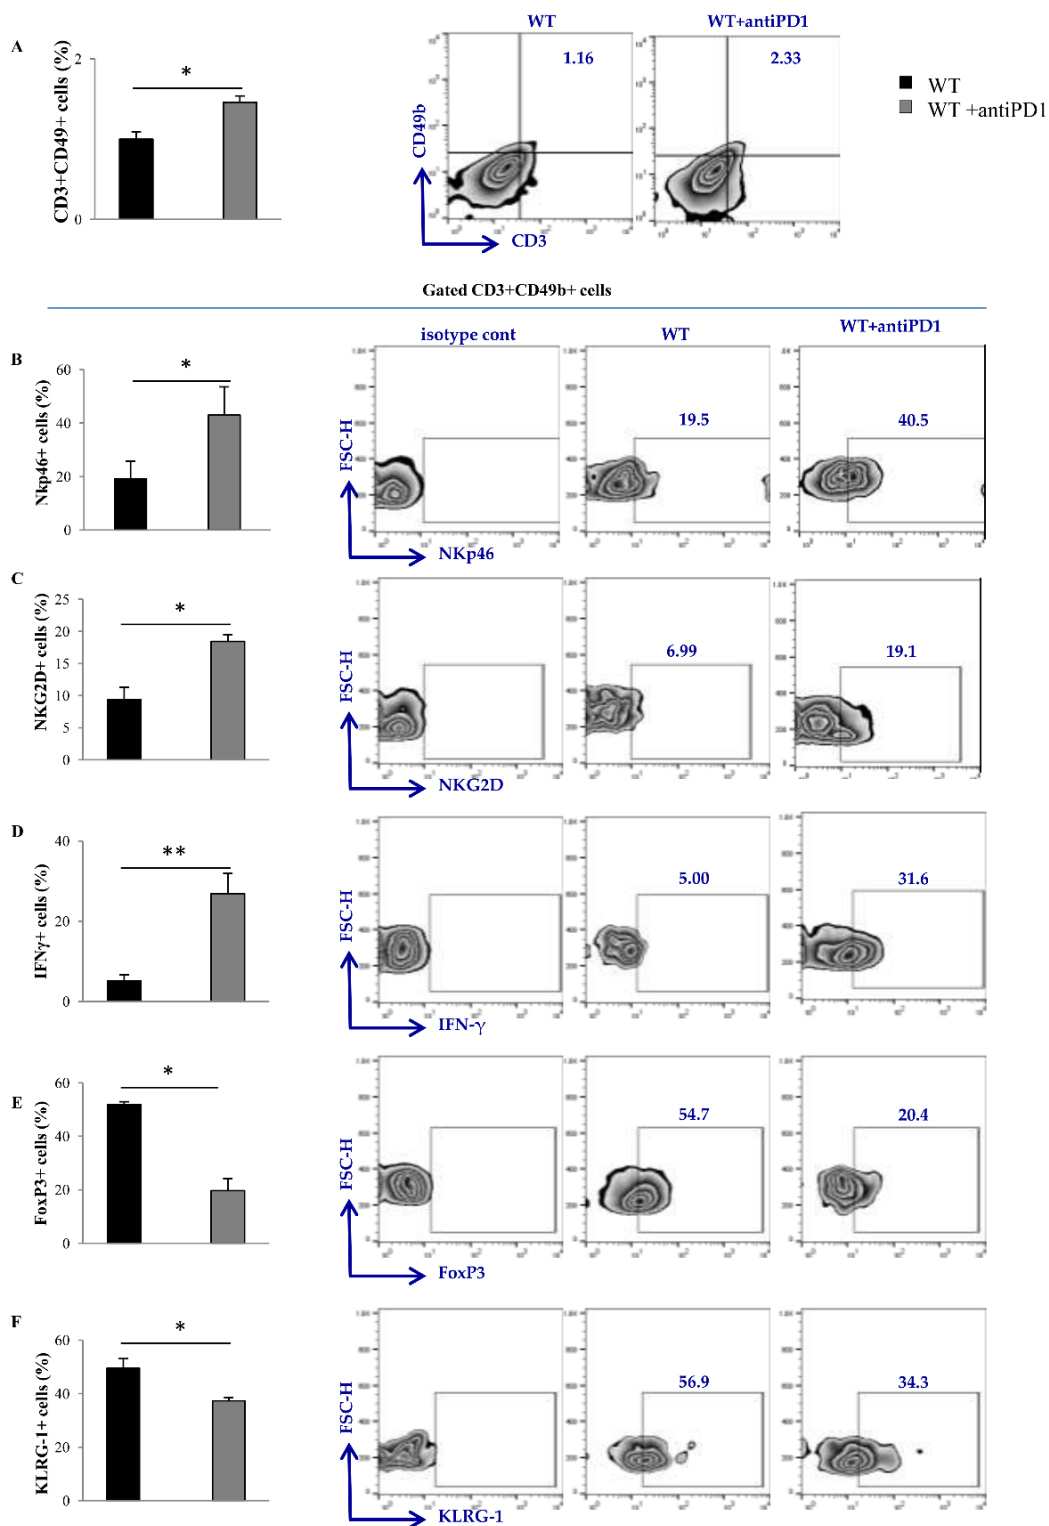 A
CD3+CD49+ cells (%)
2
0
*
WT
1.16
WT+antiPD1
2.33
CD49b
CD3
WT
WT +antiPD1
Gated CD3+CD49b+ cells
B
Nkp46+ cells (%)
60
40
20
0
*
isotype cont
WT
19.5
WT+antiPD1
40.5
FSC-H
NKp46
C
NKG2D+ cells (%)
25
20
15
10
5
0
*
6.99
19.1
FSC-H
NKG2D
D
IFNγ+ cells (%)
40
20
0
**
5.00
31.6
FSC-H
IFN-γ
E
FoxP3+ cells (%)
60
40
20
0
*
54.7
20.4
FSC-H
FoxP3
F
KLRG-1+ cells (%)
60
40
20
0
*
56.9
34.3
FSC-H
KLRG-1